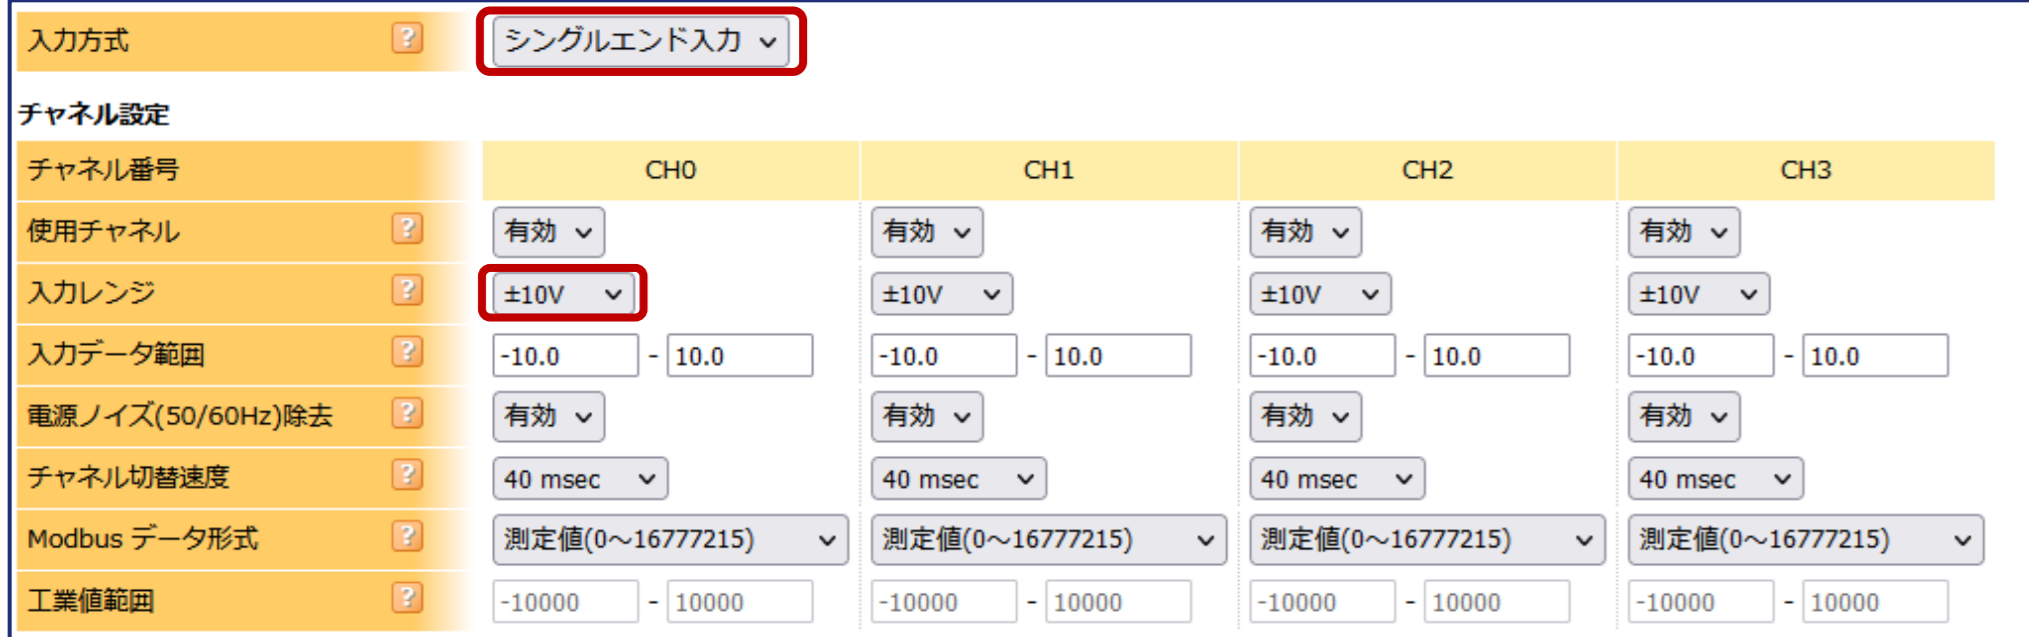 入力方式 ? シングルエンド入力
チャネル設定
チャネル番号 CH0 CH1 CH2 CH3
使用チャネル ? 有効 有効 有効 有効
入力レンジ ? ±10V ±10V ±10V ±10V
入力データ範囲 ? -10.0 - 10.0 -10.0 - 10.0 -10.0 - 10.0 -10.0 - 10.0
電源ノイズ(50/60Hz)除去 ? 有効 有効 有効 有効
チャネル切替速度 ? 40 msec 40 msec 40 msec 40 msec
Modbus データ形式 ? 測定値(0～16777215) 測定値(0～16777215) 測定値(0～16777215) 測定値(0～16777215)
工業値範囲 ? -10000 - 10000 -10000 - 10000 -10000 - 10000 -10000 - 10000